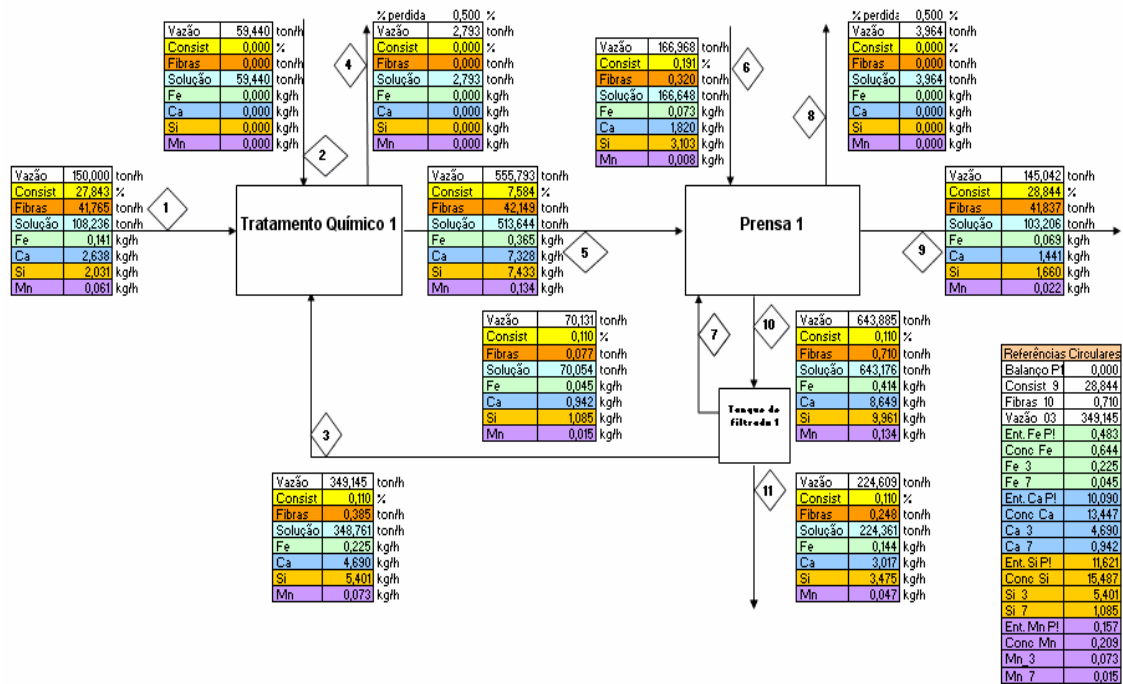 Vazão 59,440 ton/h
Consist 0,000 %
Fibras 0,000 ton/h
Solução 59,440 ton/h
Fe 0,000 kg/h
Ca 0,000 kg/h
Si 0,000 kg/h
Mn 0,000 kg/h
2
% perdida 0,500 %
Vazão 2,793 ton/h
Consist 0,000 %
Fibras 0,000 ton/h
Solução 2,793 ton/h
Fe 0,000 kg/h
Ca 0,000 kg/h
Si 0,000 kg/h
Mn 0,000 kg/h
4
Vazão 166,968 ton/h
Consist 0,191 %
Fibras 0,320 ton/h
Solução 166,648 ton/h
Fe 0,073 kg/h
Ca 1,820 kg/h
Si 3,103 kg/h
Mn 0,008 kg/h
6
% perdida 0,500 %
Vazão 3,964 ton/h
Consist 0,000 %
Fibras 0,000 ton/h
Solução 3,964 ton/h
Fe 0,000 kg/h
Ca 0,000 kg/h
Si 0,000 kg/h
Mn 0,000 kg/h
8
Vazão 150,000 ton/h
Consist 27,843 %
Fibras 41,765 ton/h
Solução 108,236 ton/h
Fe 0,141 kg/h
Ca 2,638 kg/h
Si 2,031 kg/h
Mn 0,061 kg/h
1
Tratamento Químico 1
Vazão 555,793 ton/h
Consist 7,584 %
Fibras 42,149 ton/h
Solução 513,644 ton/h
Fe 0,365 kg/h
Ca 7,328 kg/h
Si 7,433 kg/h
Mn 0,134 kg/h
5
Prensa 1
Vazão 145,042 ton/h
Consist 28,844 %
Fibras 41,837 ton/h
Solução 103,206 ton/h
Fe 0,069 kg/h
Ca 1,441 kg/h
Si 1,660 kg/h
Mn 0,022 kg/h
9
Vazão 70,131 ton/h
Consist 0,110 %
Fibras 0,077 ton/h
Solução 70,054 ton/h
Fe 0,045 kg/h
Ca 0,942 kg/h
Si 1,085 kg/h
Mn 0,015 kg/h
7
10
Vazão 643,885 ton/h
Consist 0,110 %
Fibras 0,710 ton/h
Solução 643,176 ton/h
Fe 0,414 kg/h
Ca 8,649 kg/h
Si 9,961 kg/h
Mn 0,134 kg/h
Tanque de
filtrado 1
3
11
Vazão 349,145 ton/h
Consist 0,110 %
Fibras 0,385 ton/h
Solução 348,761 ton/h
Fe 0,225 kg/h
Ca 4,690 kg/h
Si 5,401 kg/h
Mn 0,073 kg/h
Vazão 224,609 ton/h
Consist 0,110 %
Fibras 0,248 ton/h
Solução 224,361 ton/h
Fe 0,144 kg/h
Ca 3,017 kg/h
Si 3,475 kg/h
Mn 0,047 kg/h
Referências Circulares
Balanço P1 0,000
Consist 9 28,844
Fibras 10 0,710
Vazão 03 349,145
Ent. Fe P! 0,483
Conc Fe 0,644
Fe 3 0,225
Fe 7 0,045
Ent. Ca P! 10,090
Conc Ca 13,447
Ca 3 4,690
Ca 7 0,942
Ent. Si P! 11,621
Conc Si 15,487
Si 3 5,401
Si 7 1,085
Ent. Mn P! 0,157
Conc Mn 0,209
Mn_3 0,073
Mn 7 0,015